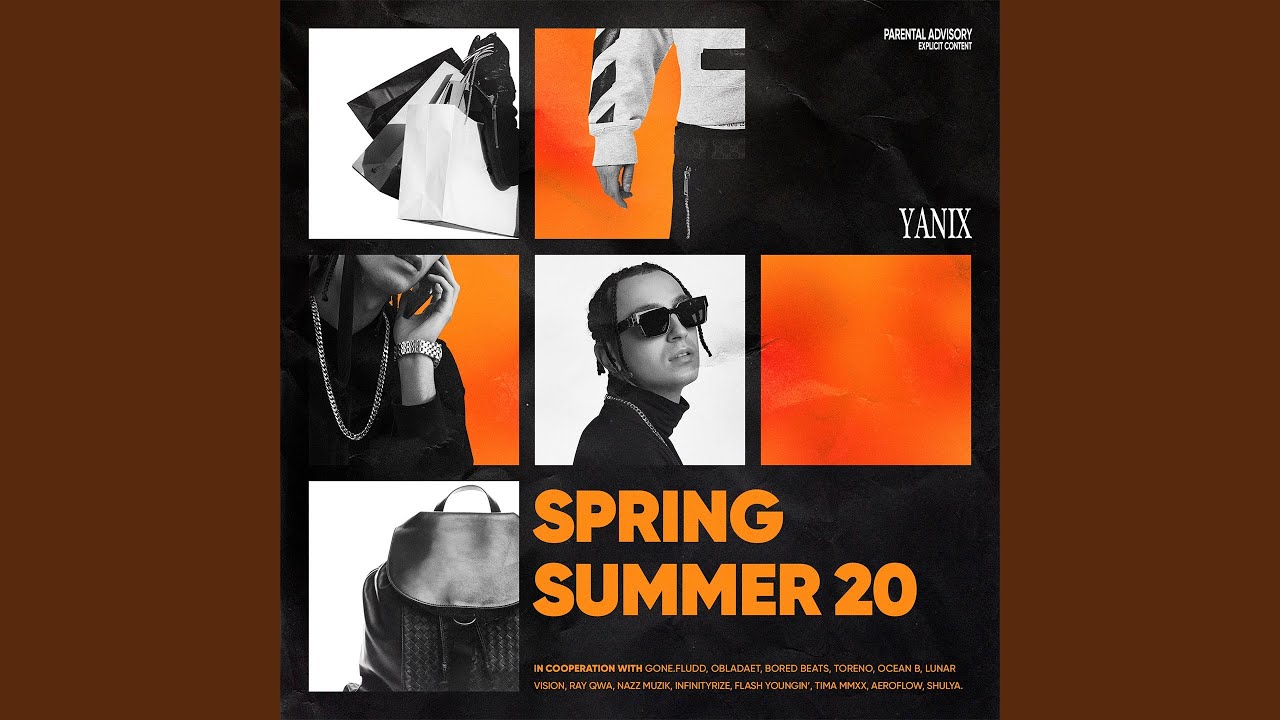 PARENTAL ADVISORY
EXPLICIT CONTENT
YANIX
SPRING
SUMMER 20
IN COOPERATION WITH GONE.FLUDD, OBLADAET, BORED BEATS, TORENO, OCEAN B, LUNAR
VISION, RAY QWA, NAZZ MUZIK, INFINITYRIZE, FLASH YOUNGIN', TIMA MMXX, AEROFLOW, SHULYA.